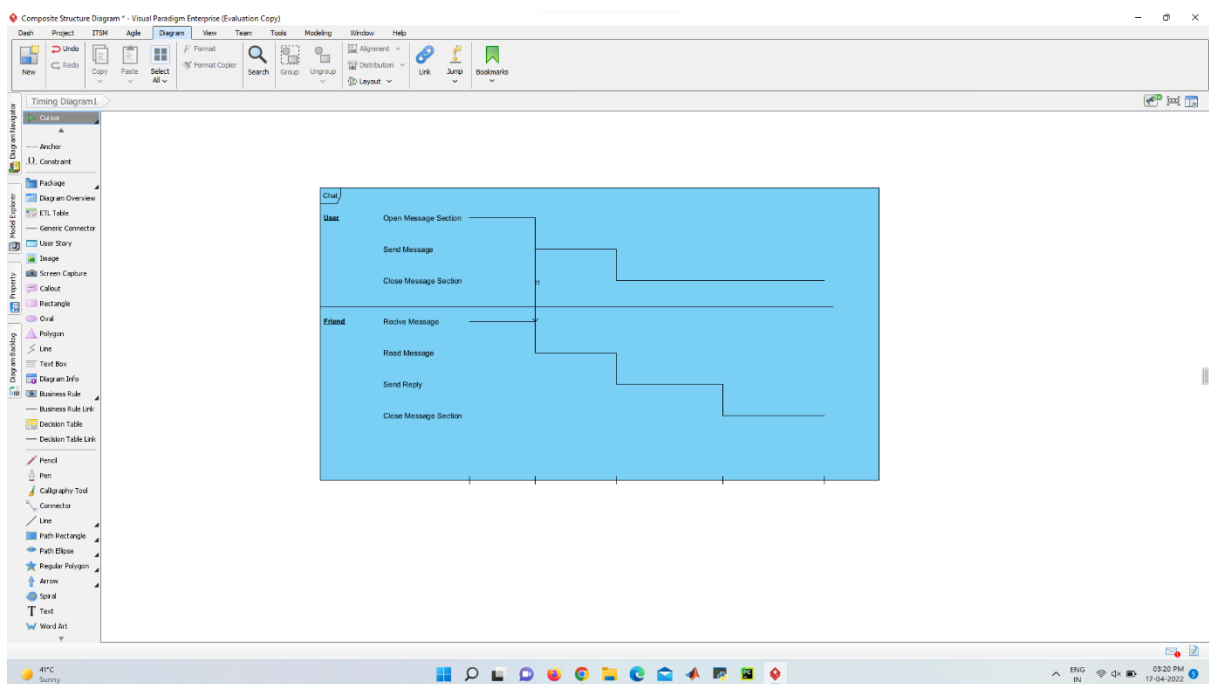 Composite Structure Diagram * - Visual Paradigm Enterprise (Evaluation Copy)
Dash Project ITSM Agile Diagram View Team Tools Modeling Window Help
New
Undo
Redo
Copy
Paste
Select All
Format
Format Copier
Search
Group
Ungroup
Alignment
Distribution
Layout
Link
Jump
Bookmarks
Timing Diagram1
Diagram Navigator
Model Explorer
Property
Diagram Backlog
Cursor
Anchor
Constraint
Package
Diagram Overview
ETL Table
Generic Connector
User Story
Image
Screen Capture
Callout
Rectangle
Oval
Polygon
Line
Text Box
Diagram Info
Business Rule
Business Rule Link
Decision Table
Decision Table Link
Pencil
Pen
Calligraphy Tool
Connector
Line
Path Rectangle
Path Ellipse
Regular Polygon
Arrow
Spiral
Text
Word Art
Chat
User Open Message Section
Send Message
Close Message Section
Friend Recive Message
Read Message
Send Reply
Close Message Section
41°C
Sunny
ENG
IN
03:20 PM
17-04-2022